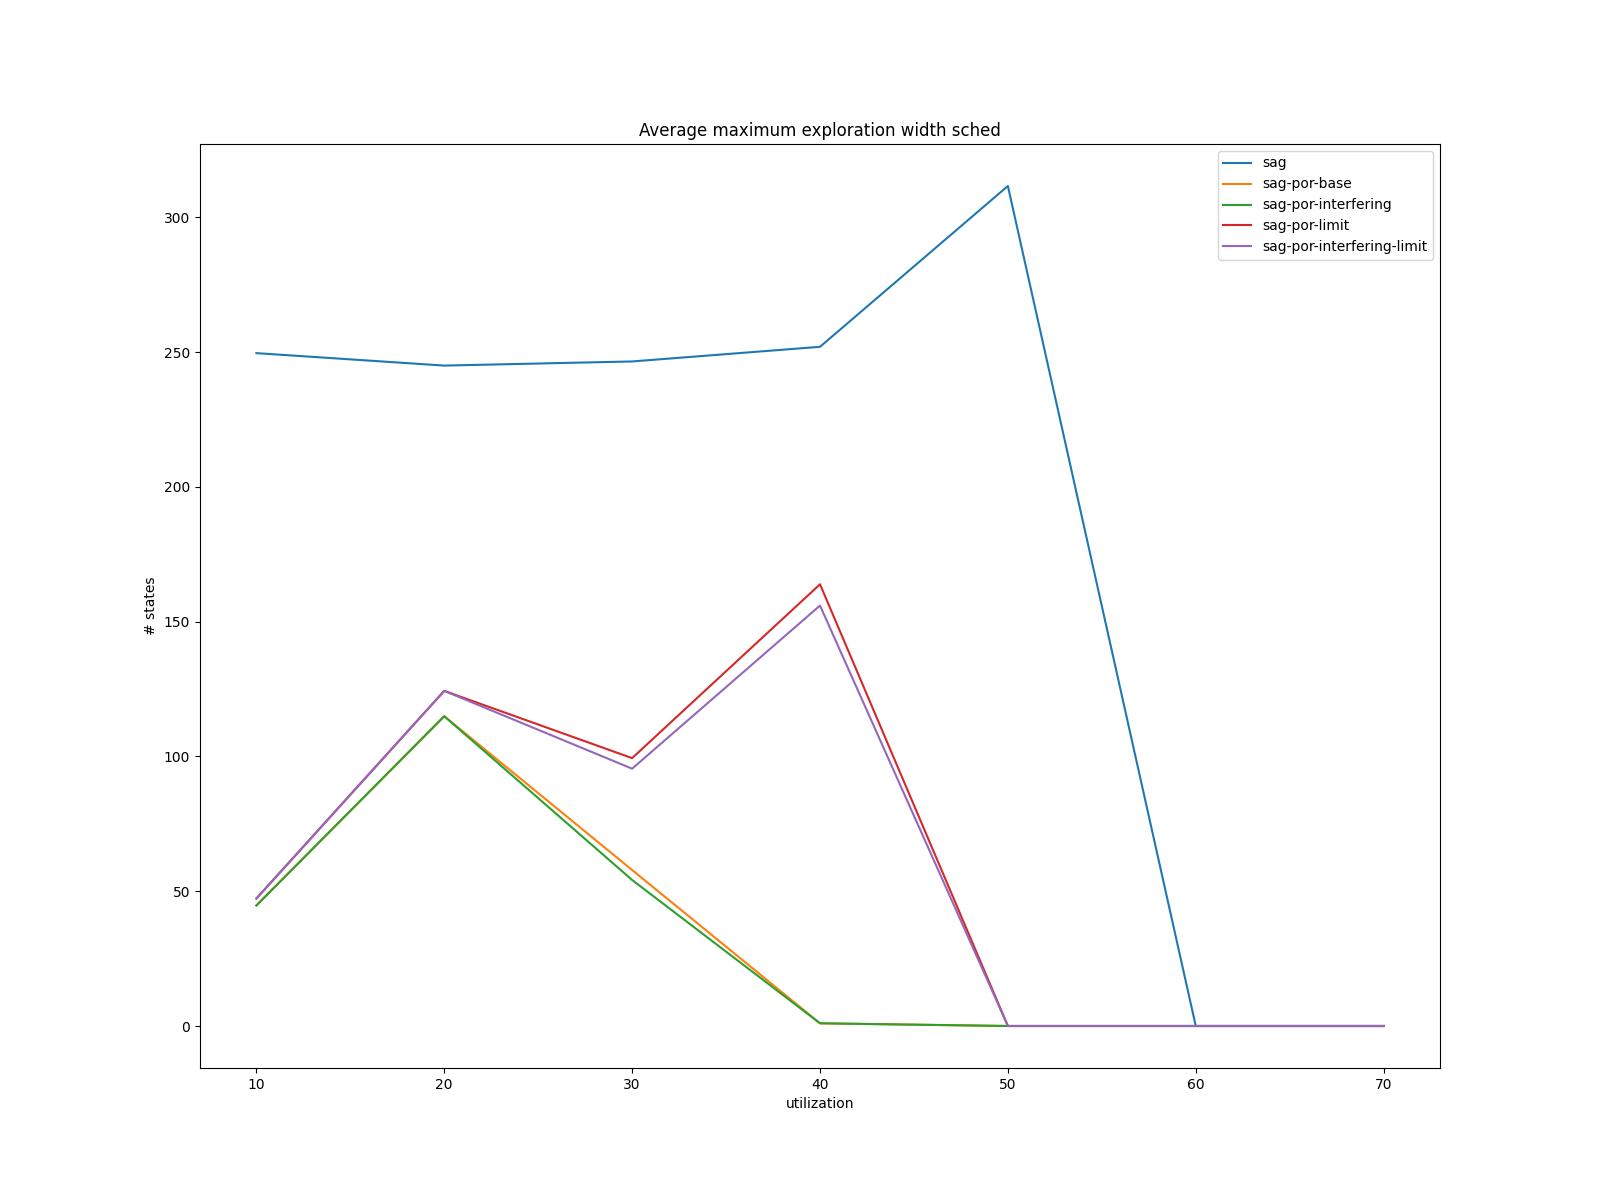 Average maximum exploration width sched
sag
sag-por-base
sag-por-interfering
sag-por-limit
sag-por-interfering-limit
300
250
200
150
100
50
0
# states
10 20 30 40 50 60 70
utilization